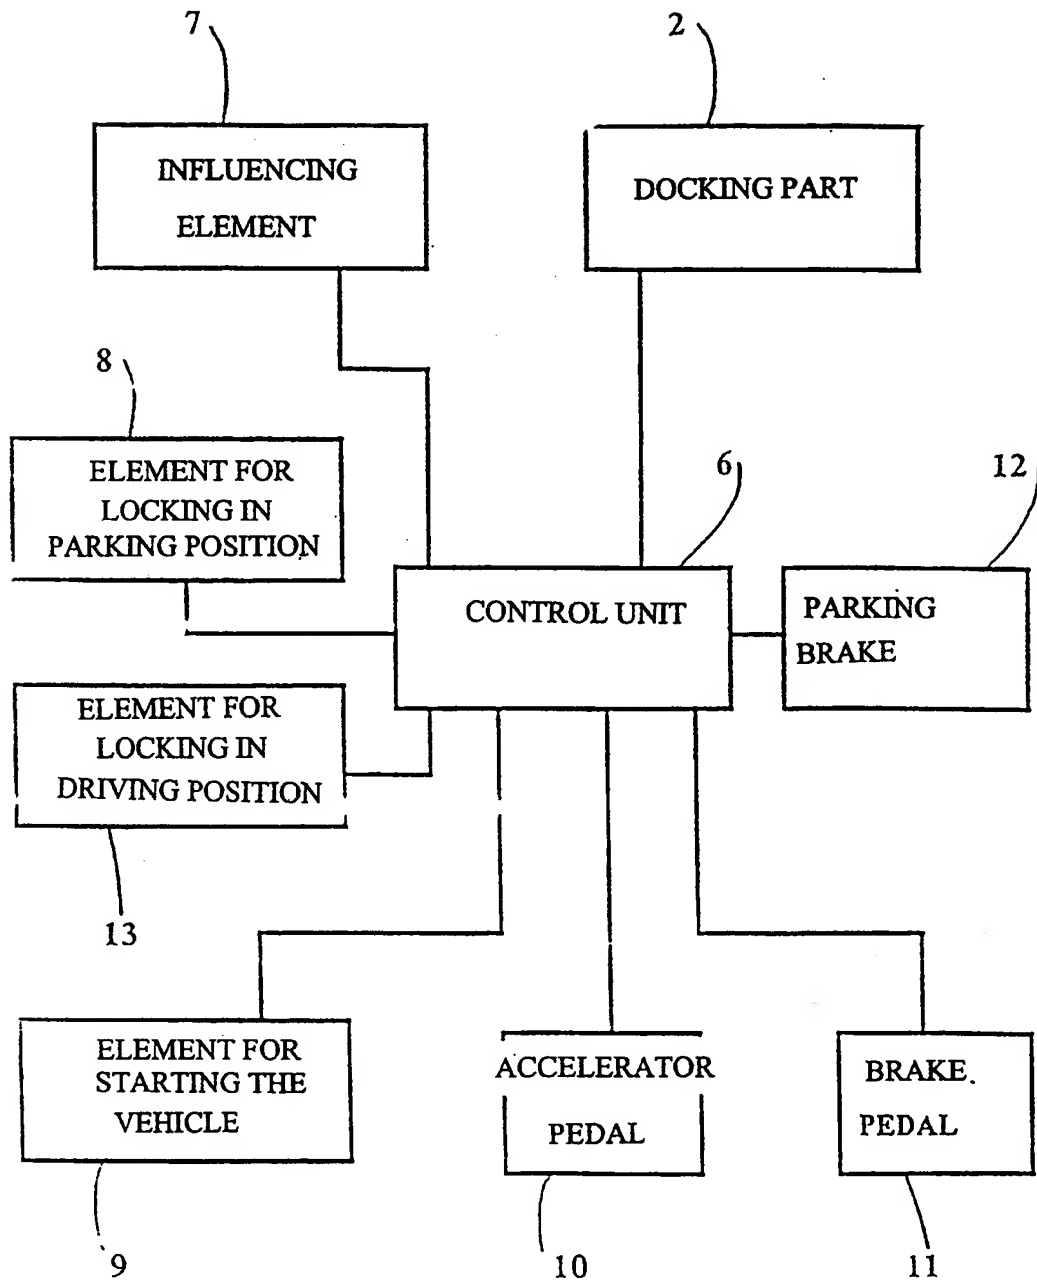 7
2
INFLUENCING
ELEMENT
DOCKING PART
8
ELEMENT FOR
LOCKING IN
PARKING POSITION
6
12
CONTROL UNIT
PARKING
BRAKE
ELEMENT FOR
LOCKING IN
DRIVING POSITION
13
ELEMENT FOR
STARTING THE
VEHICLE
ACCELERATOR
PEDAL
BRAKE
PEDAL
9
10
11